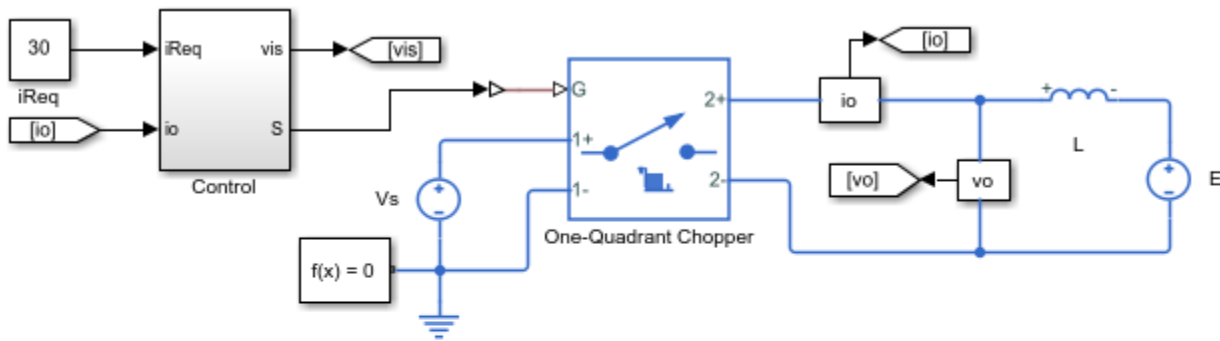 30
iReq
[io]
iReq
io
vis
S
Control
[vis]
Vs
f(x) = 0
G
1+
1-
2+
2-
One-Quadrant Chopper
[io]
io
[vo]
vo
+
-
L
+
−
E
+
−